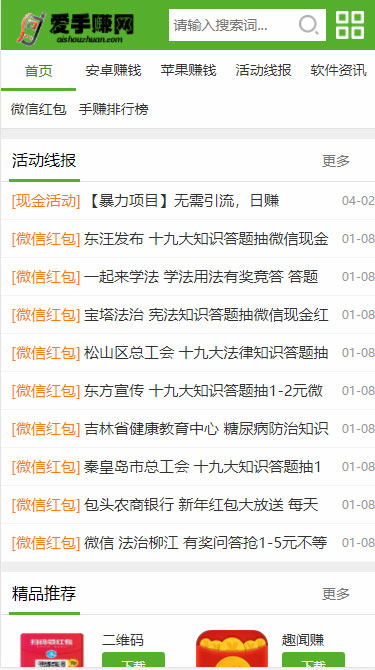 爱手赚网
aishouzhuan.com
请输入搜索词...
首页 安卓赚钱 苹果赚钱 活动线报 软件资讯
微信红包 手赚排行榜
活动线报 更多
[现金活动] 【暴力项目】无需引流，日赚 04-02
[微信红包] 东汪发布 十九大知识答题抽微信现金 01-08
[微信红包] 一起来学法 学法用法有奖竞答 答题 01-08
[微信红包] 宝塔法治 宪法知识答题抽微信现金红 01-08
[微信红包] 松山区总工会 十九大法律知识答题抽 01-08
[微信红包] 东方宣传 十九大知识答题抽1-2元微 01-08
[微信红包] 吉林省健康教育中心 糖尿病防治知识 01-08
[微信红包] 秦皇岛市总工会 十九大知识答题抽1 01-08
[微信红包] 包头农商银行 新年红包大放送 每天 01-08
[微信红包] 微信 法治柳江 有奖问答抢1-5元不等 01-08
精品推荐 更多
二维码 趣闻赚
下载 下载